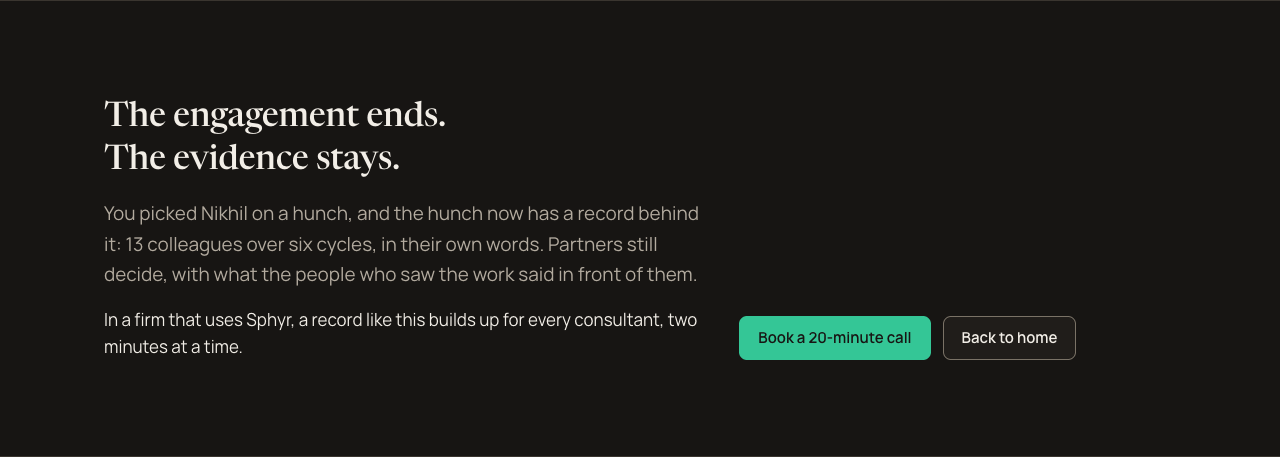 The engagement ends.
The evidence stays.
You picked Nikhil on a hunch, and the hunch now has a record behind
it: 13 colleagues over six cycles, in their own words. Partners still
decide, with what the people who saw the work said in front of them.
In a firm that uses Sphyr, a record like this builds up for every consultant, two
minutes at a time.
Book a 20-minute call
Back to home